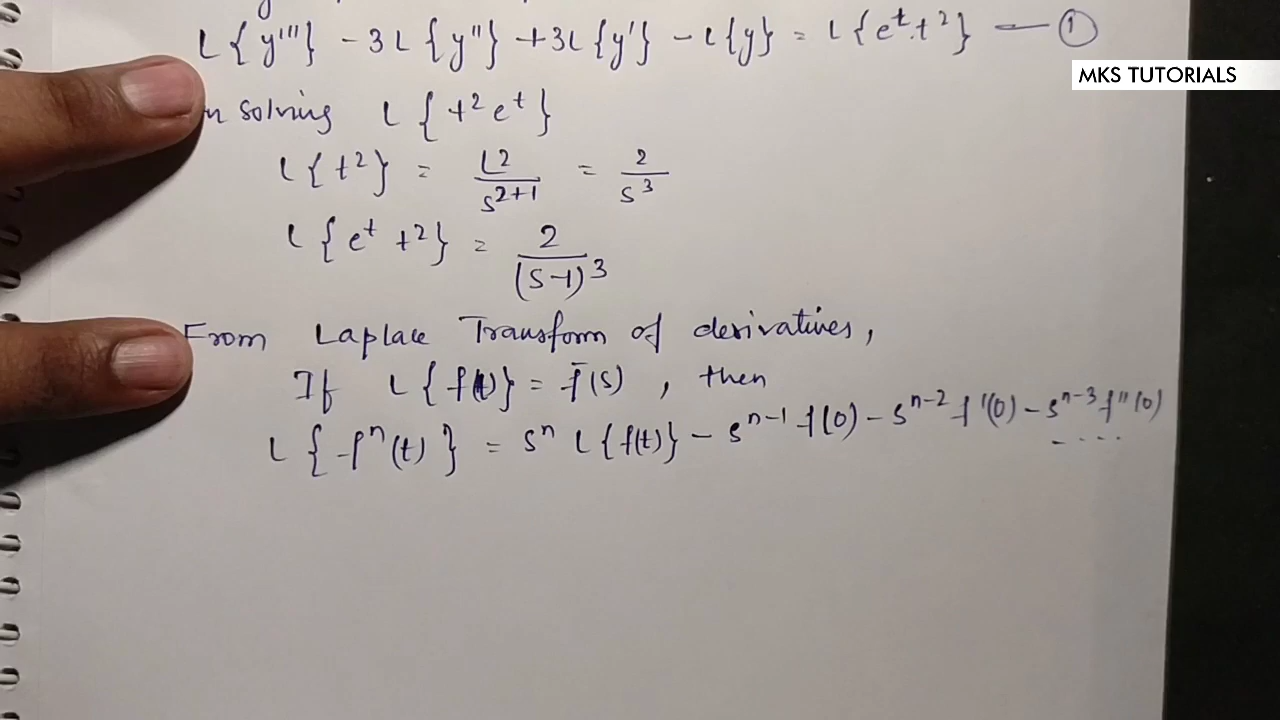 L{y'''} - 3L{y''} + 3L{y'} - L{y} = L{e^t.t^2} — ①
MKS TUTORIALS
n solving L{t^2 e^t}
L{t^2} = L2/s^{2+1} = 2/s^3
L{e^t t^2} = 2/(s-1)^3
From Laplace Transform of derivatives,
If L{f(t)} = f̄(s), then
L{f^n(t)} = s^n L{f(t)} - s^{n-1} f(0) - s^{n-2} f'(0) - s^{n-3} f''(0) - ....